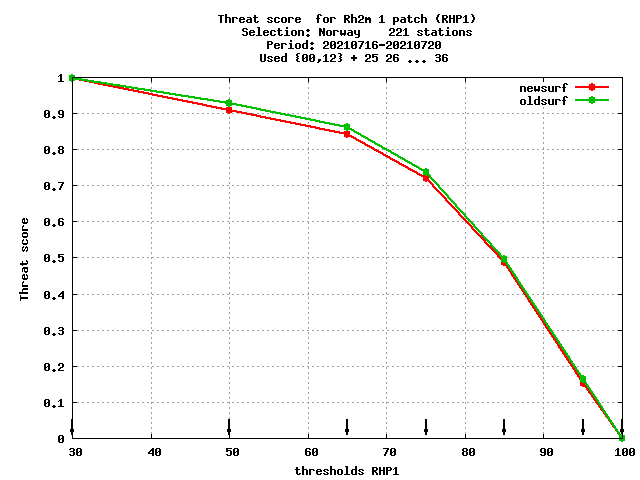 Threat score  for Rh2m 1 patch (RHP1)
Selection: Norway    221 stations
Period: 20210716-20210720
Used {00,12} + 25 26 ... 36
newsurf
oldsurf
1
0.9
0.8
0.7
0.6
0.5
0.4
0.3
0.2
0.1
0
Threat score
30 40 50 60 70 80 90 100
thresholds RHP1